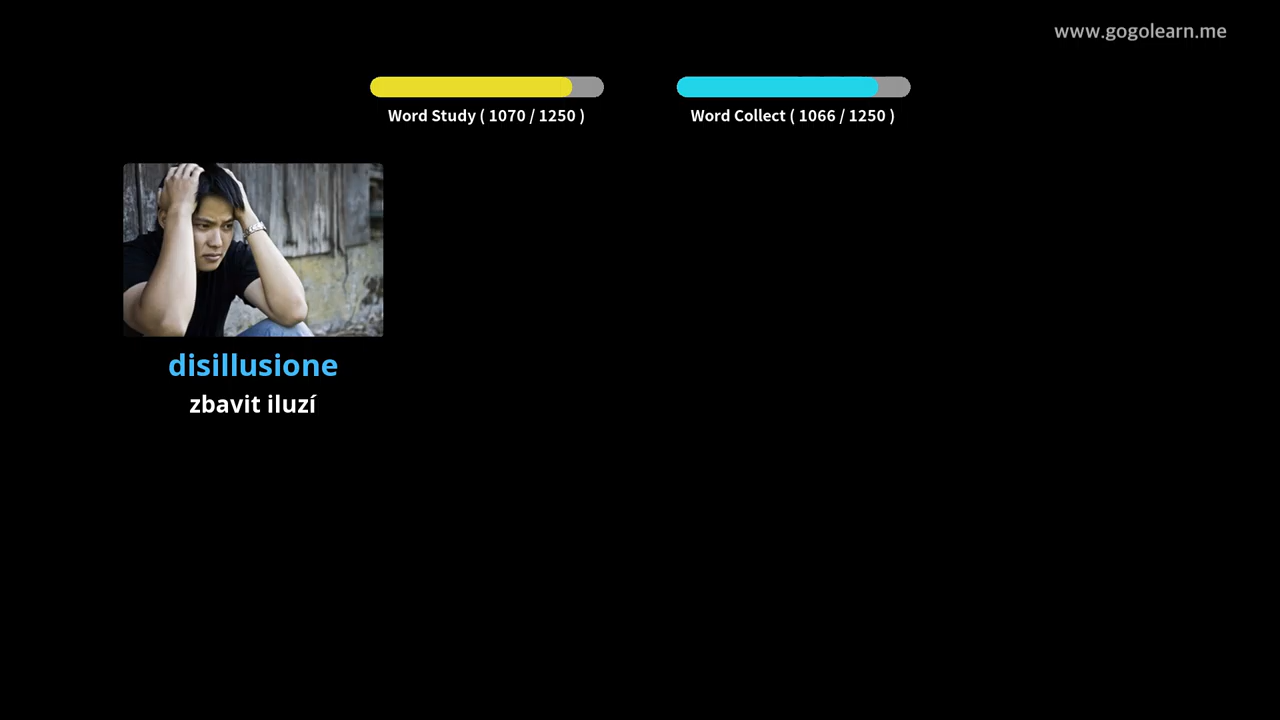 www.gogolearn.me
Word Study ( 1070 / 1250 )
Word Collect ( 1066 / 1250 )
disillusione
zbavit iluzí